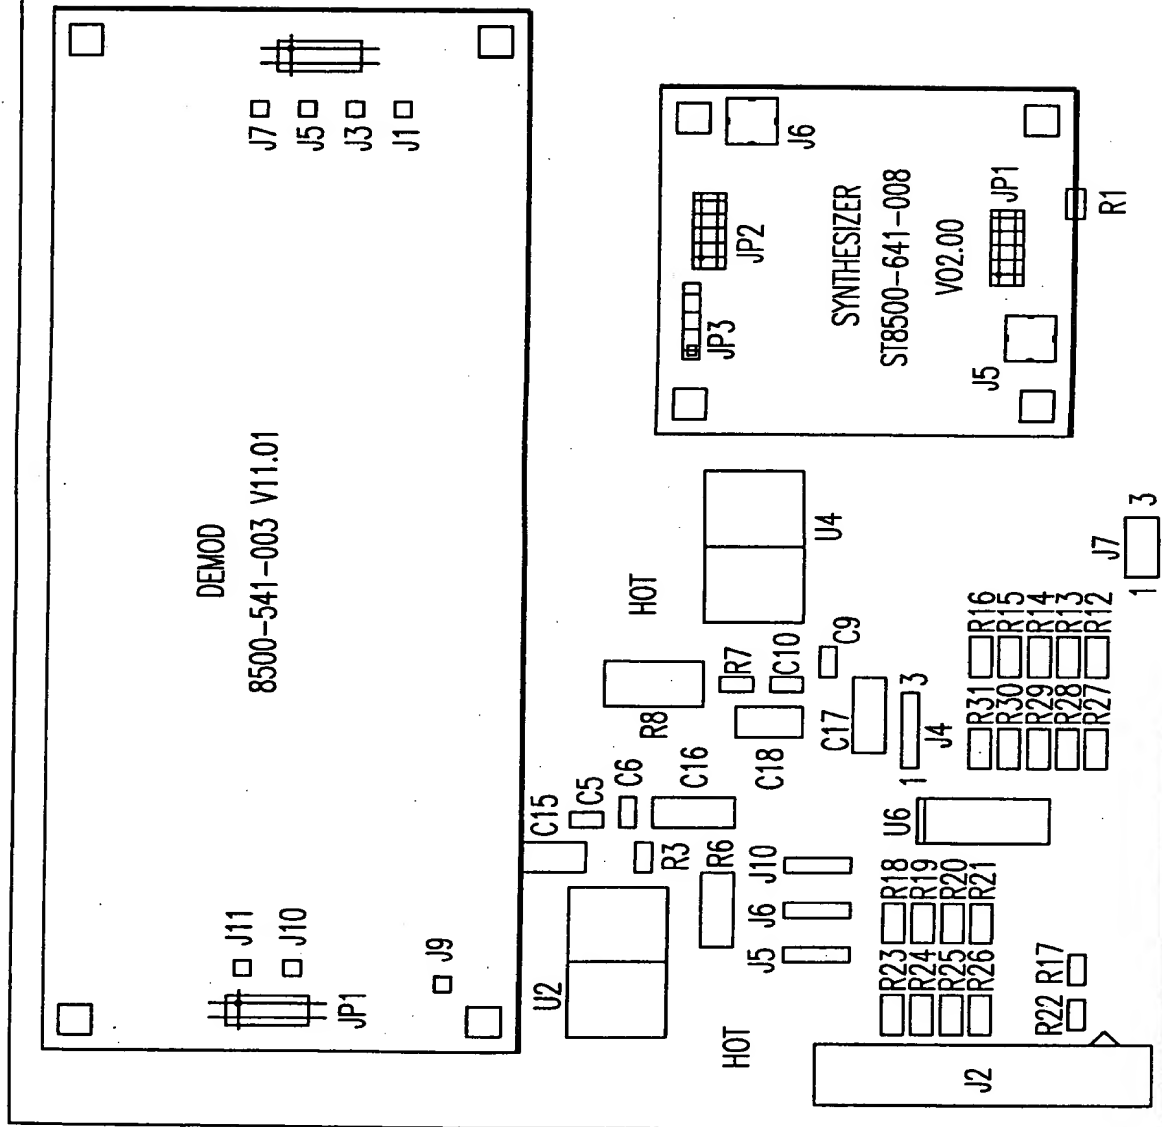 J7
J5
J3
J1
DEMOD
8500-541-003 V11.01
J11
J10
JP1
J9
J6
JP2
JP3
SYNTHESIZER
ST8500-641-008
V02.00
JP1
J5
R1
HOT
U4
R8
R7
C10
C9
C15
C5
C6
C16
C18
C17
1
J4
3
U2
R3
R6
J10
J6
J5
HOT
U6
R31
R30
R29
R28
R27
R16
R15
R14
R13
R12
1
J7
3
R18
R19
R20
R21
R23
R24
R25
R26
R22
R17
J2